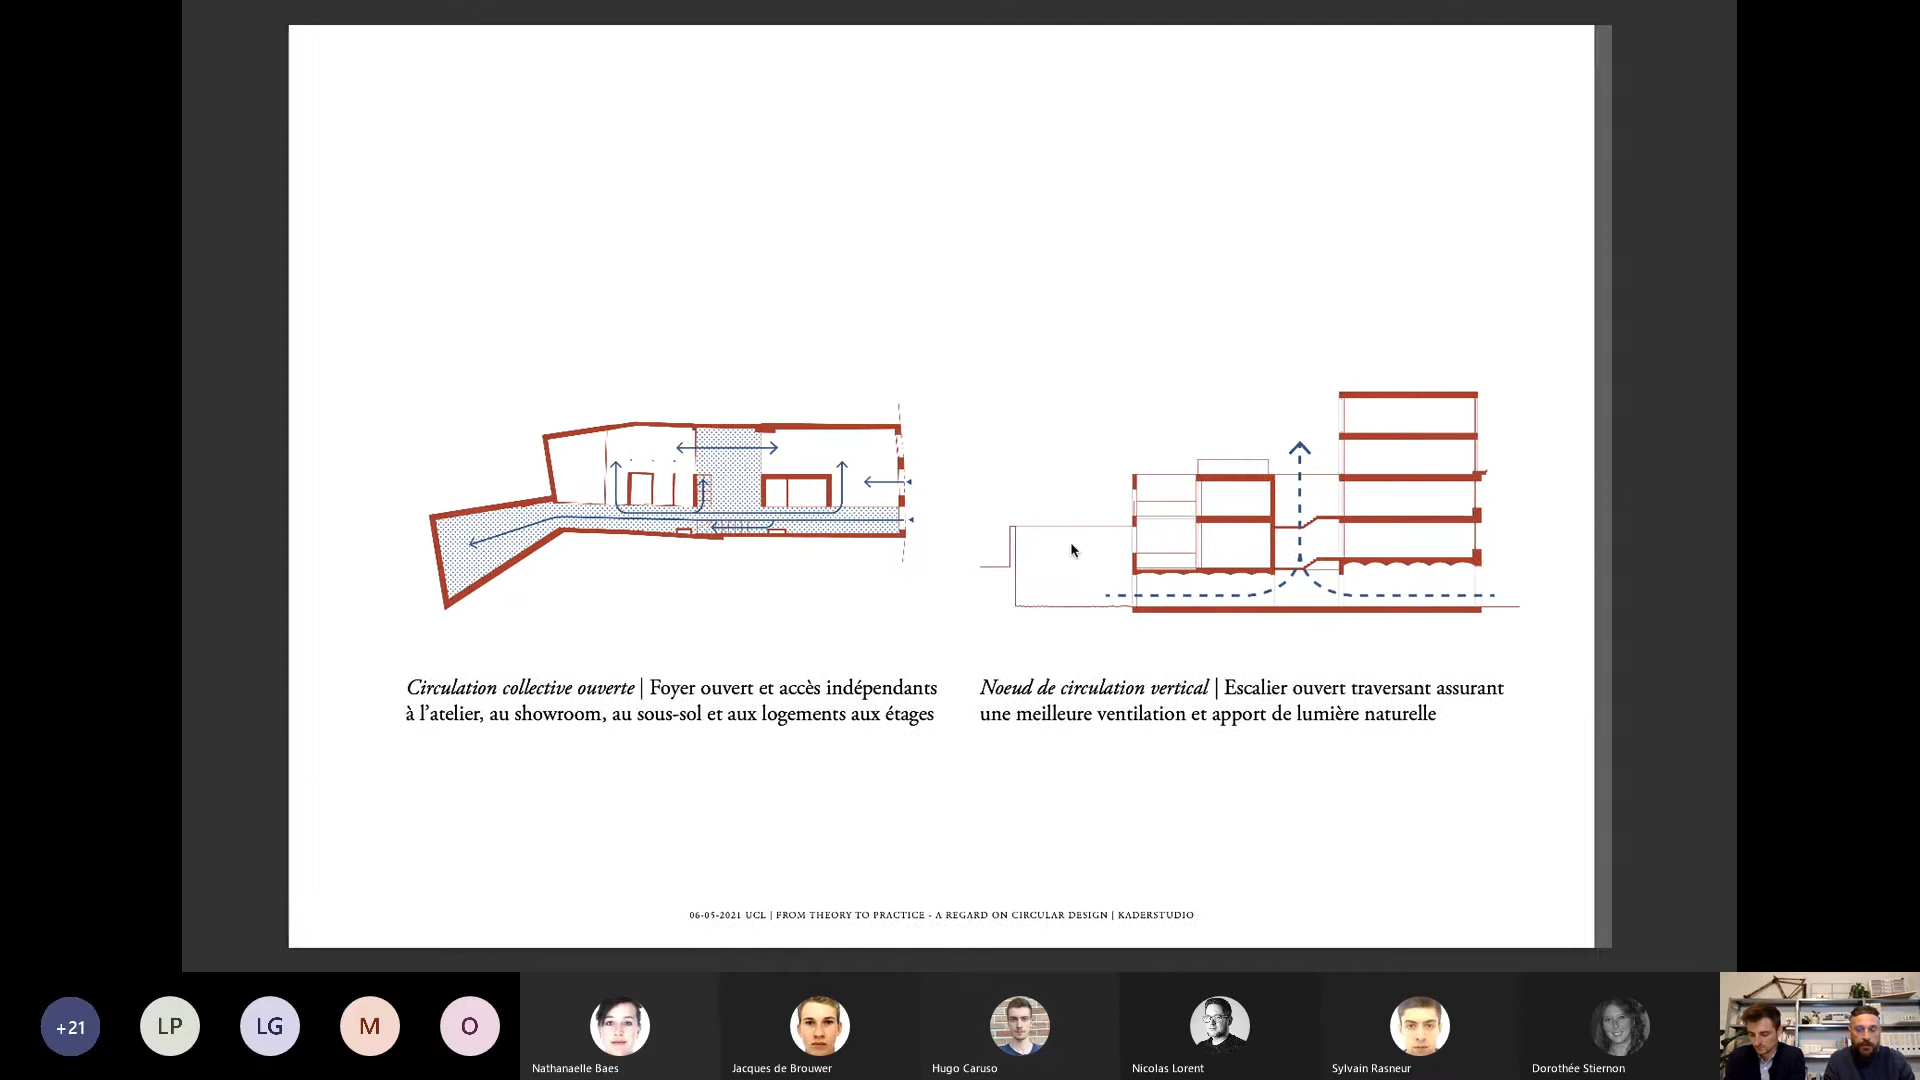 Circulation collective ouverte | Foyer ouvert et accès indépendants
à l’atelier, au showroom, au sous-sol et aux logements aux étages
Noeud de circulation vertical | Escalier ouvert traversant assurant
une meilleure ventilation et apport de lumière naturelle
06-05-2021 UCL | FROM THEORY TO PRACTICE - A REGARD ON CIRCULAR DESIGN | KADERSTUDIO
+21
LP
LG
M
O
Nathanaelle Baes
Jacques de Brouwer
Hugo Caruso
Nicolas Lorent
Sylvain Rasneur
Dorothée Stiernon